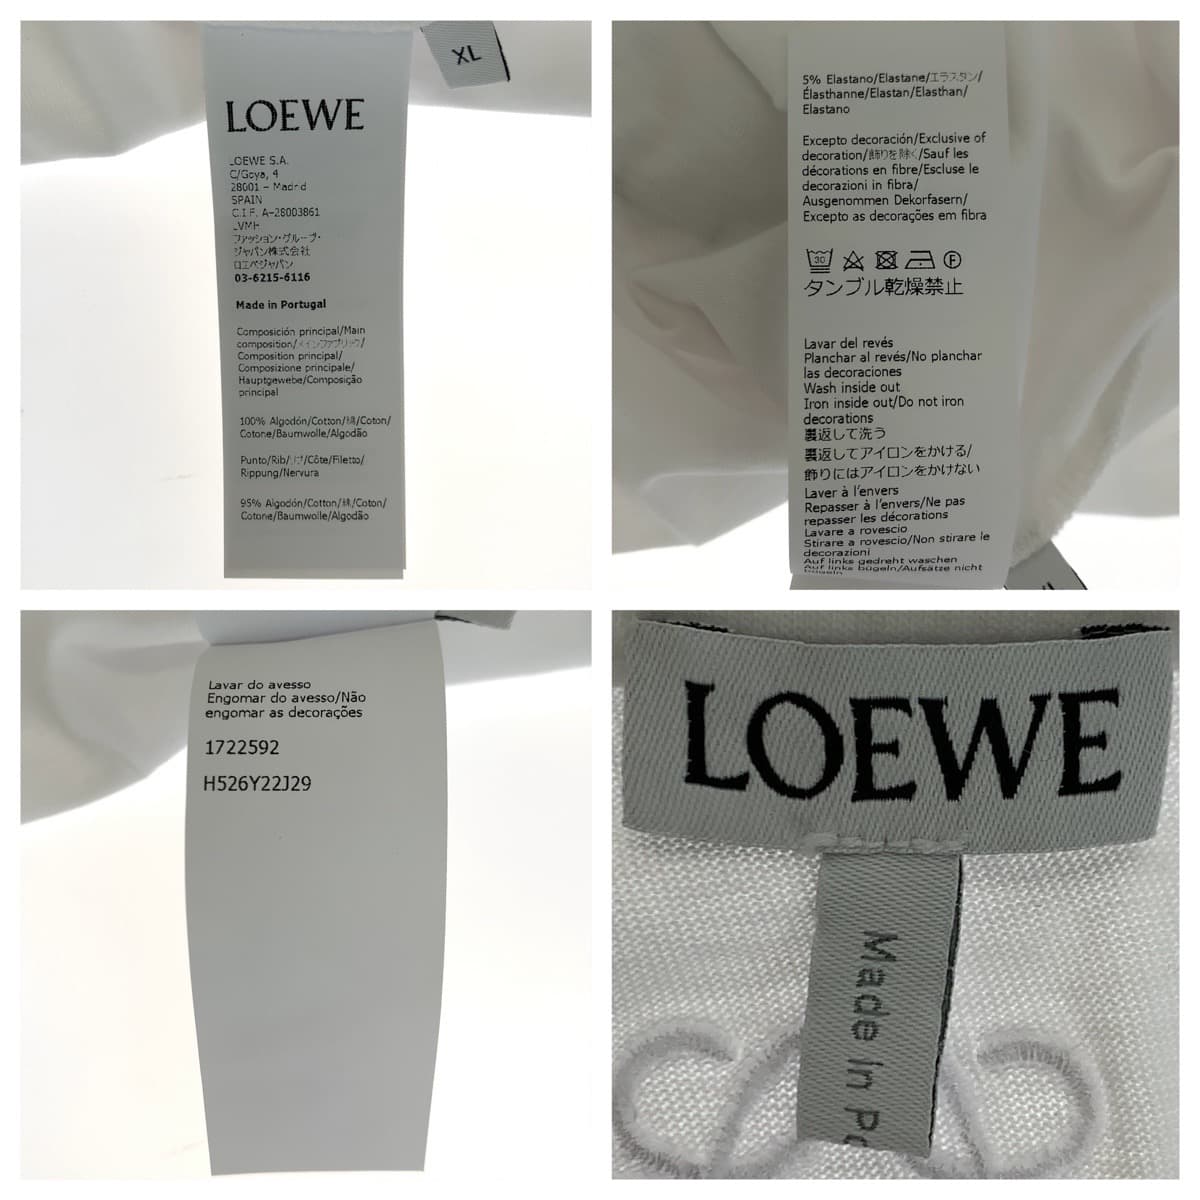 XL
LOEWE
LOEWE S.A.
C/Goya, 4
28001 – Madrid
SPAIN
C.I.F. A-28003861
LVMH
ファッション・グループ・
ジャパン株式会社
ロエベジャパン
03-6215-6116
Made in Portugal
Composición principal/Main
composition/メインファブリック/
Composition principal/
Composizione principale/
Hauptgewebe/Composição
principal
100% Algodón/Cotton/綿/Coton/
Cotone/Baumwolle/Algodão
Punto/Rib/リブ/Côte/Filetto/
Rippung/Nervura
95% Algodón/Cotton/綿/Coton/
Cotone/Baumwolle/Algodão
5% Elastano/Elastane/エラスタン/
Élasthanne/Elastan/Elasthan/
Elastano
Excepto decoración/Exclusive of
decoration/飾りを除く/Sauf les
décorations en fibre/Escluse le
decorazioni in fibra/
Ausgenommen Dekorfasern/
Excepto as decorações em fibra
30 F
タンブル乾燥禁止
Lavar del revés
Planchar al revés/No planchar
las decoraciones
Wash inside out
Iron inside out/Do not iron
decorations
裏返して洗う
裏返してアイロンをかける/
飾りにはアイロンをかけない
Laver à l'envers
Repasser à l'envers/Ne pas
repasser les décorations
Lavare a rovescio
Stirare a rovescio/Non stirare le
decorazioni
Auf links gedreht waschen
Auf links bügeln/Aufsätze nicht
bügeln
Lavar do avesso
Engomar do avesso/Não
engomar as decorações
1722592
H526Y22J29
LOEWE
Made In Po